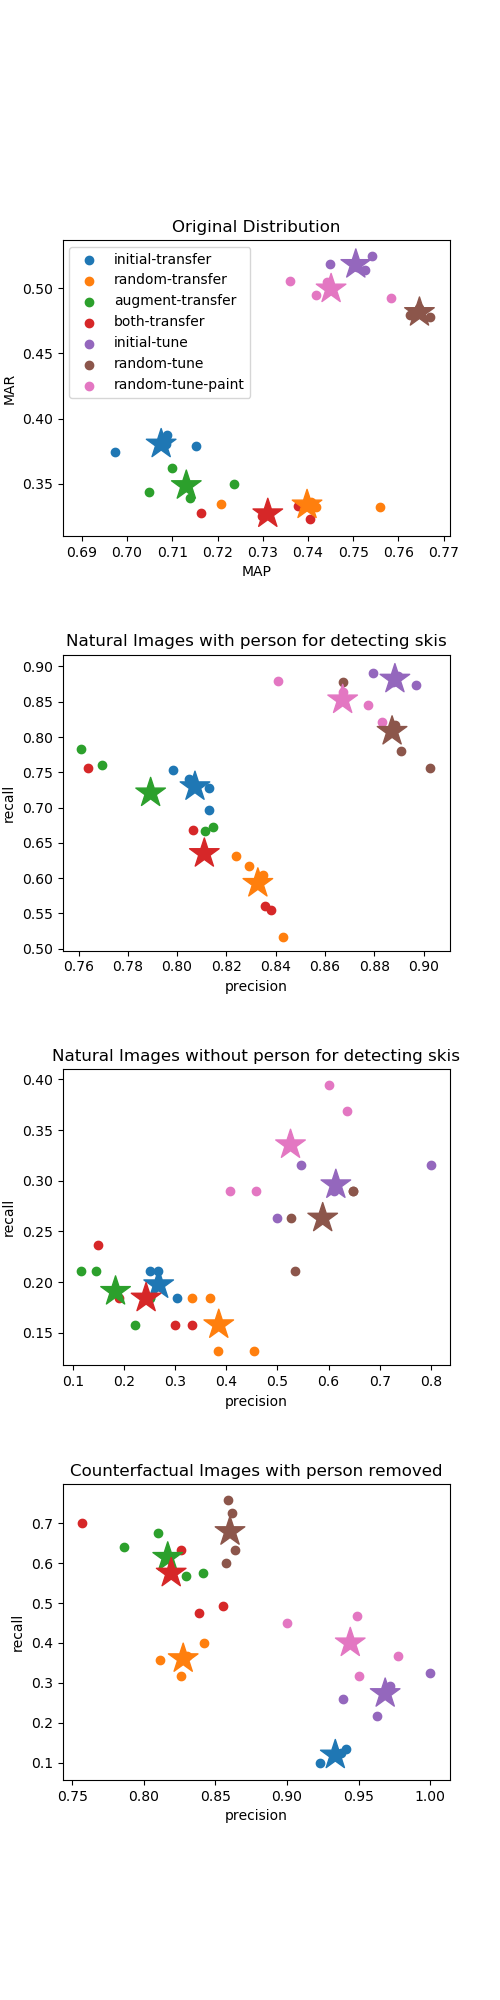 Original Distribution
initial-transfer
random-transfer
augment-transfer
both-transfer
initial-tune
random-tune
random-tune-paint
0.50
0.45
0.40
0.35
MAR
0.69 0.70 0.71 0.72 0.73 0.74 0.75 0.76 0.77
MAP
Natural Images with person for detecting skis
0.90
0.85
0.80
0.75
0.70
0.65
0.60
0.55
0.50
recall
0.76 0.78 0.80 0.82 0.84 0.86 0.88 0.90
precision
Natural Images without person for detecting skis
0.40
0.35
0.30
0.25
0.20
0.15
recall
0.1 0.2 0.3 0.4 0.5 0.6 0.7 0.8
precision
Counterfactual Images with person removed
0.7
0.6
0.5
0.4
0.3
0.2
0.1
recall
0.75 0.80 0.85 0.90 0.95 1.00
precision